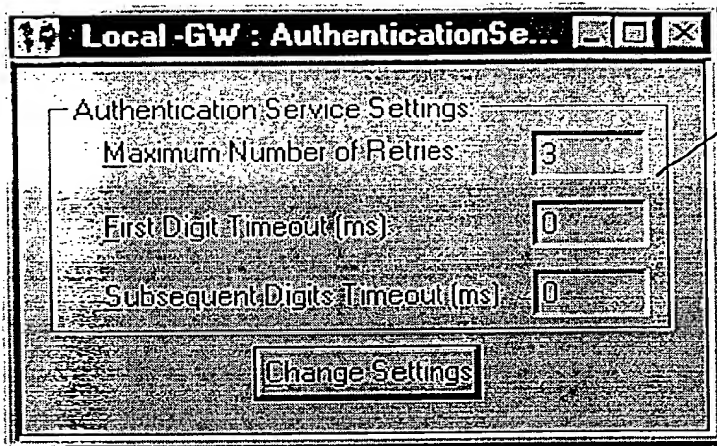 Local-GW : AuthenticationSe...
Authentication Service Settings
Maximum Number of Retries: 3
First Digit Timeout (ms): 0
Subsequent Digits Timeout (ms): 0
Change Settings